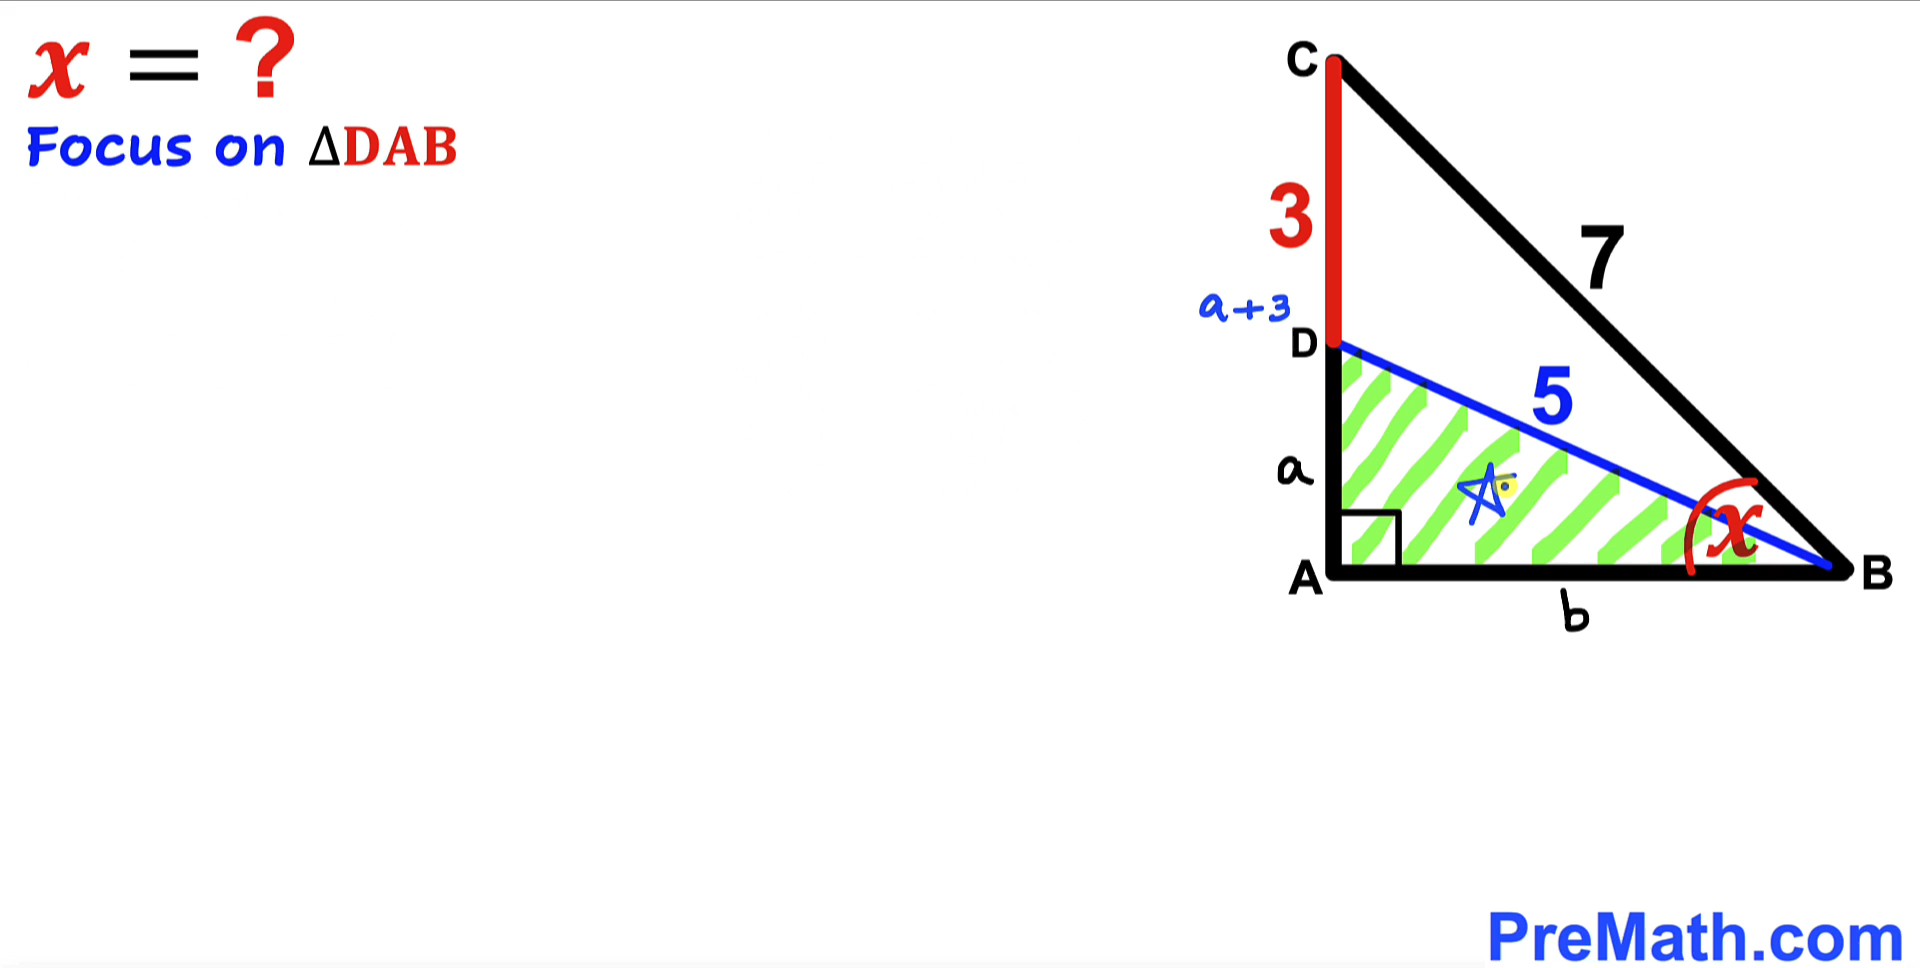 x = ?
Focus on ΔDAB
C
3
7
a+3
D
5
a
x
A
B
b
PreMath.com